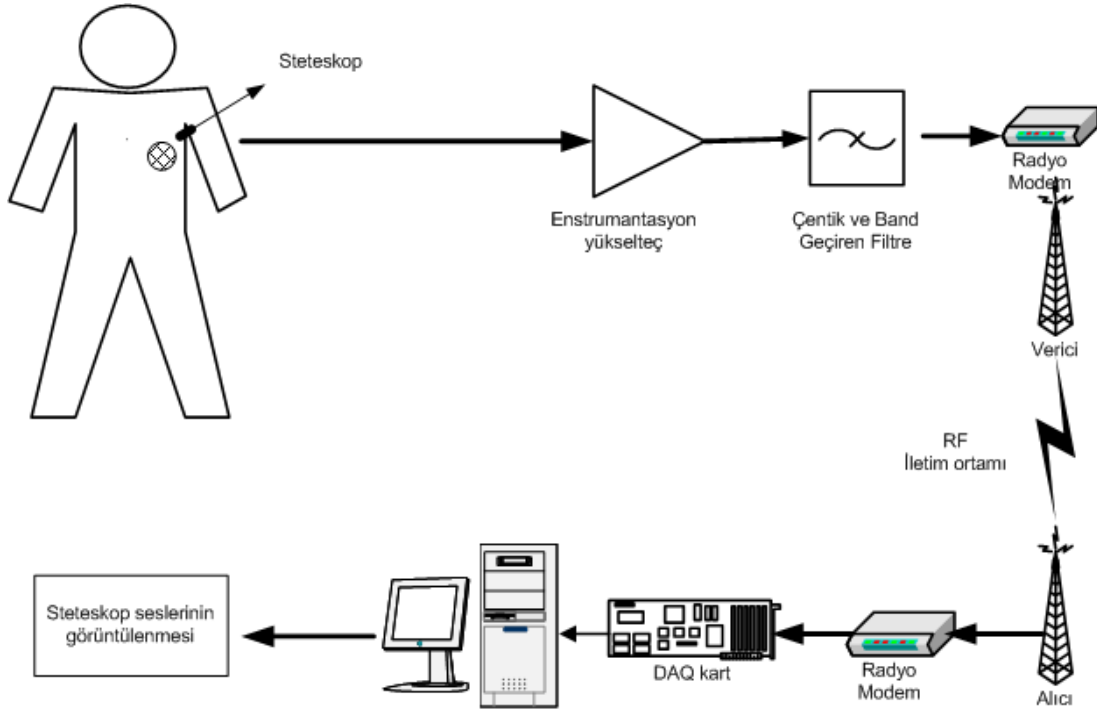 Steteskop
Enstrumantasyon
yükselteç
Çentik ve Band
Geçiren Filtre
Radyo
Modem
Verici
RF
İletim ortamı
Alıcı
Radyo
Modem
DAQ kart
Steteskop seslerinin
görüntülenmesi